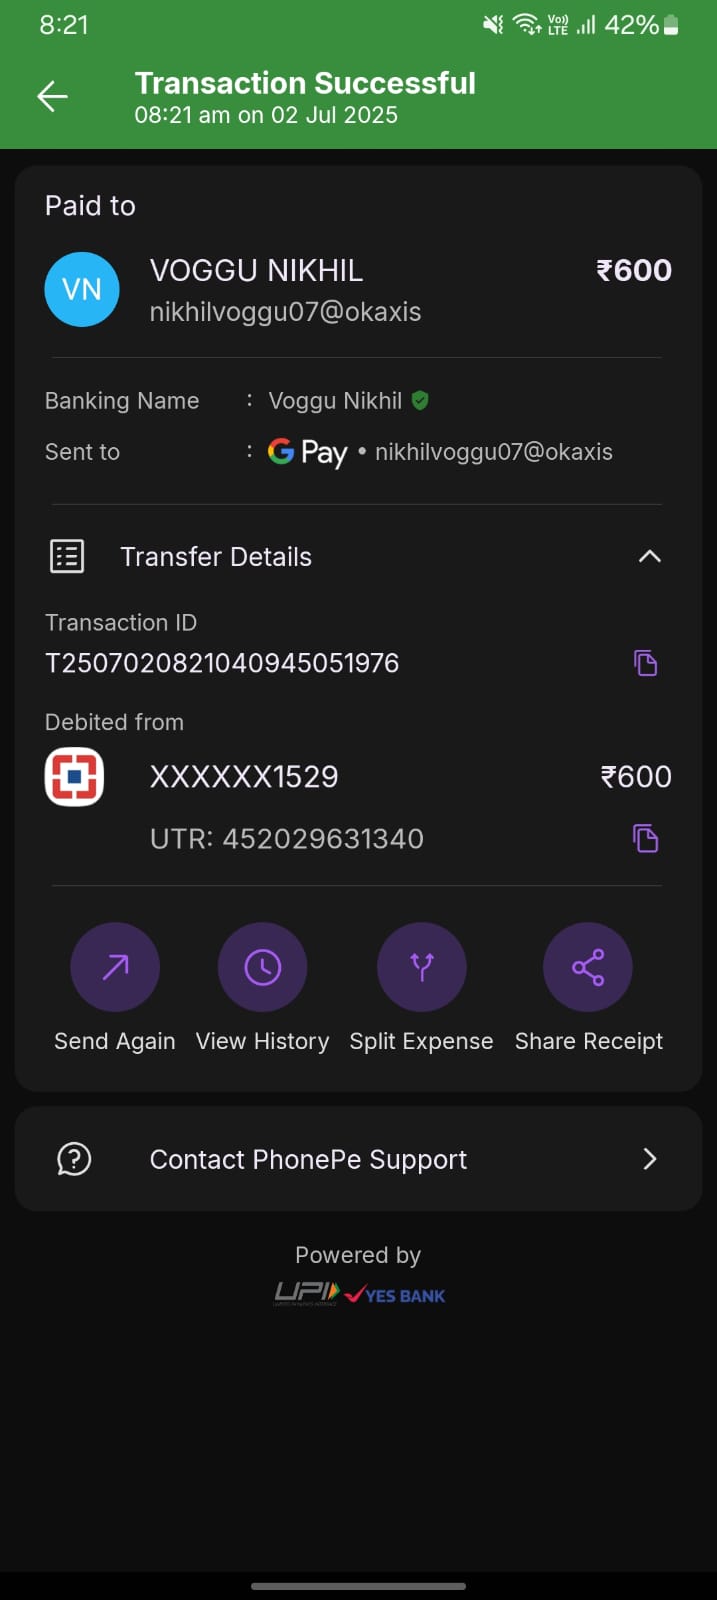 8:21 Vo)) LTE 42%
Transaction Successful
08:21 am on 02 Jul 2025
Paid to
VN VOGGU NIKHIL ₹600
nikhilvoggu07@okaxis
Banking Name : Voggu Nikhil
Sent to : G Pay • nikhilvoggu07@okaxis
Transfer Details
Transaction ID
T2507020821040945051976
Debited from
XXXXXX1529 ₹600
UTR: 452029631340
Send Again View History Split Expense Share Receipt
Contact PhonePe Support
Powered by
UPI YES BANK